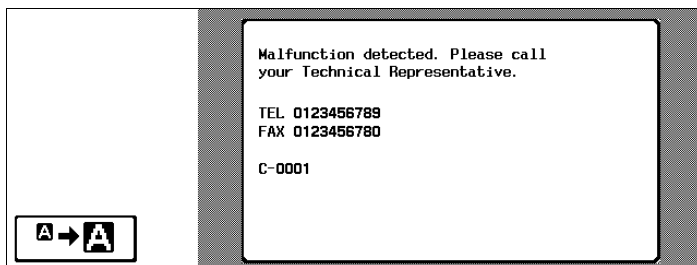 Malfunction detected. Please call
your Technical Representative.
TEL 0123456789
FAX 0123456780
C-0001
A→A